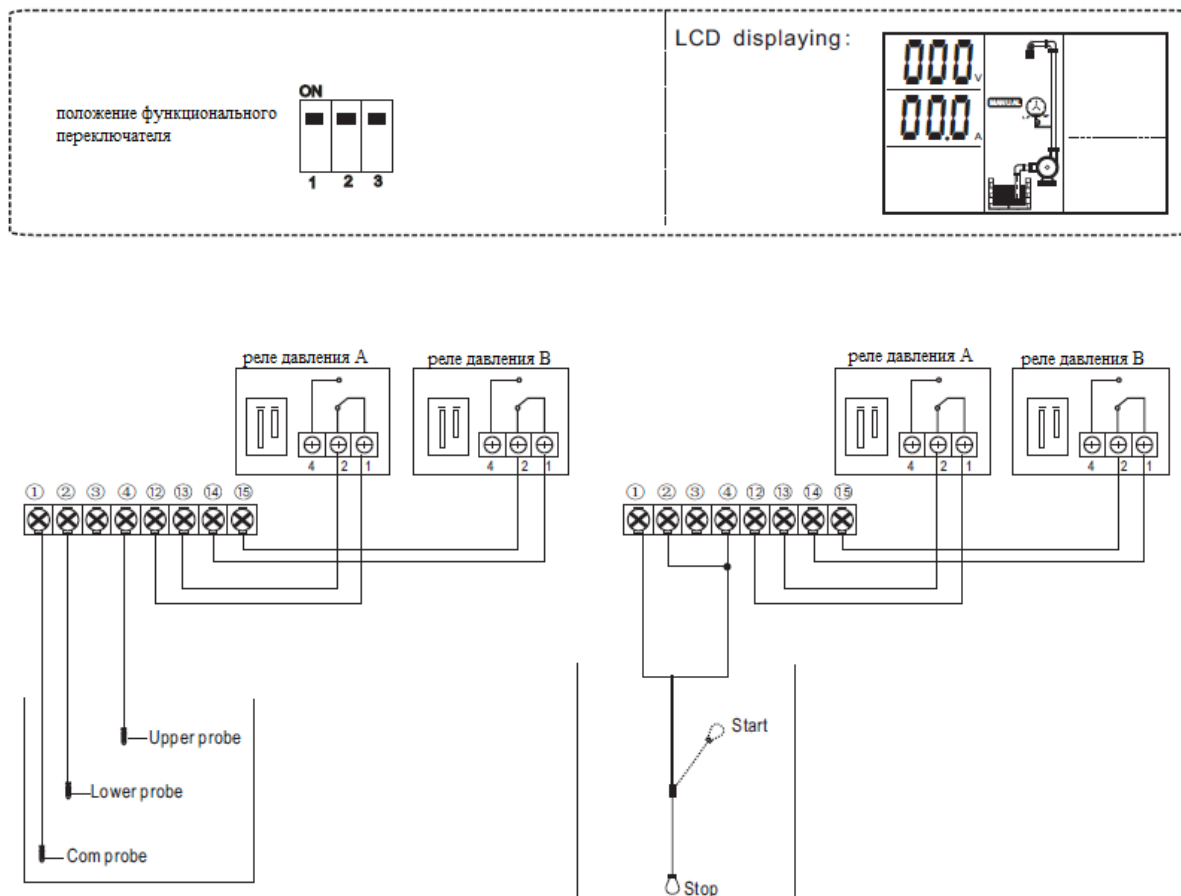 LCD displaying:
000 V
MANUAL
00.0 A
положение функционального
переключателя
ON
1 2 3
реле давления A
реле давления B
4 2 1
4 2 1
① ② ③ ④ ⑫ ⑬ ⑭ ⑮
Upper probe
Lower probe
Com probe
реле давления A
реле давления B
4 2 1
4 2 1
① ② ③ ④ ⑫ ⑬ ⑭ ⑮
Start
Stop